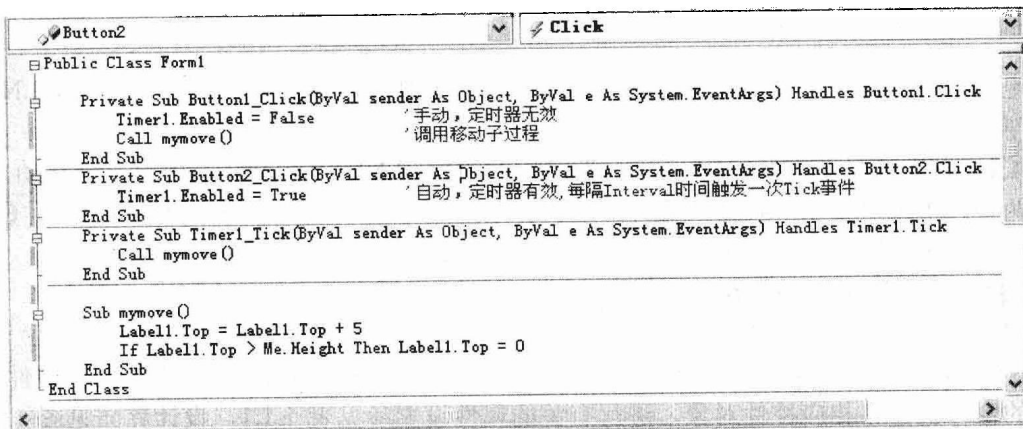 Button2
Click
Public Class Form1
Private Sub Button1_Click(ByVal sender As Object, ByVal e As System.EventArgs) Handles Button1.Click
Timer1.Enabled = False '手动，定时器无效
Call mymove() '调用移动子过程
End Sub
Private Sub Button2_Click(ByVal sender As Object, ByVal e As System.EventArgs) Handles Button2.Click
Timer1.Enabled = True '自动，定时器有效,每隔Interval时间触发一次Tick事件
End Sub
Private Sub Timer1_Tick(ByVal sender As Object, ByVal e As System.EventArgs) Handles Timer1.Tick
Call mymove()
End Sub
Sub mymove()
Label1.Top = Label1.Top + 5
If Label1.Top > Me.Height Then Label1.Top = 0
End Sub
End Class